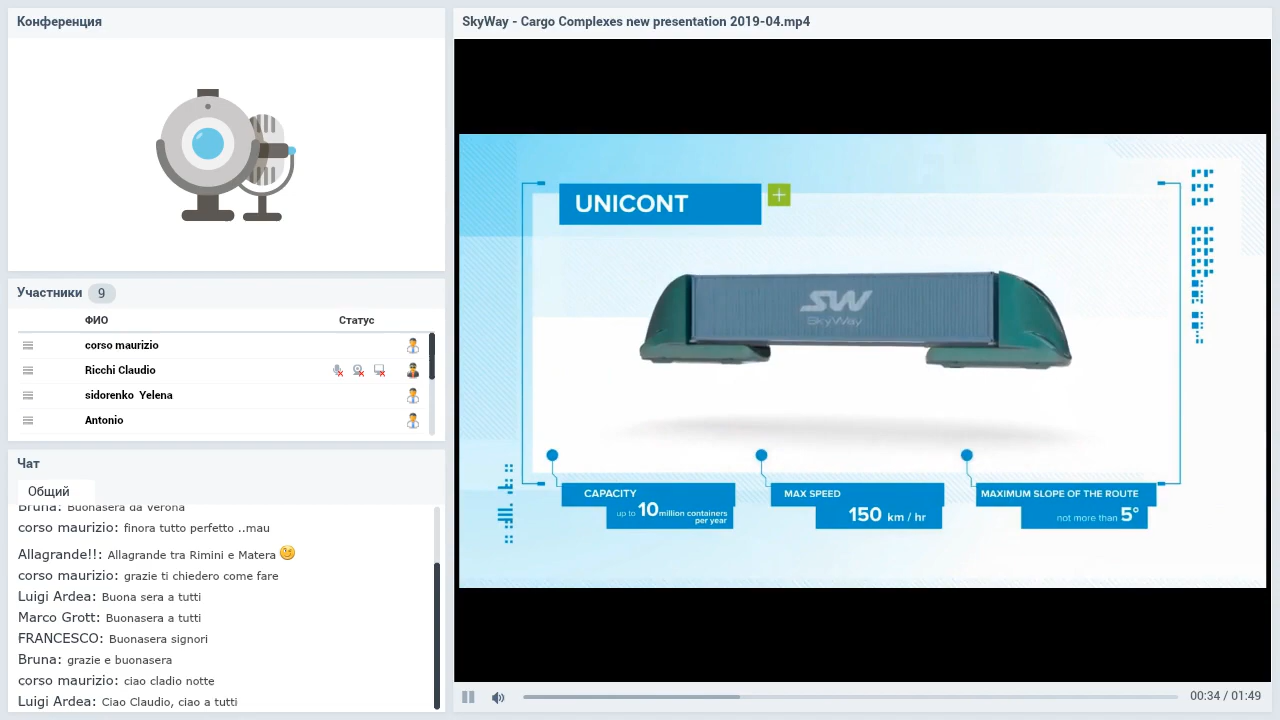 Конференция
Участники 9
ФИО Статус
corso maurizio
Ricchi Claudio
sidorenko Yelena
Antonio
Чат
Общий
Bruna: Buonasera da Verona
corso maurizio: finora tutto perfetto ..mau
Allagrande!!: Allagrande tra Rimini e Matera
corso maurizio: grazie ti chiedero come fare
Luigi Ardea: Buona sera a tutti
Marco Grott: Buonasera a tutti
FRANCESCO: Buonasera signori
Bruna: grazie e buonasera
corso maurizio: ciao cladio notte
Luigi Ardea: Ciao Claudio, ciao a tutti
SkyWay - Cargo Complexes new presentation 2019-04.mp4
UNICONT
SW
SkyWay
CAPACITY
up to 10 million containers
per year
MAX SPEED
150 km / hr
MAXIMUM SLOPE OF THE ROUTE
not more than 5°
00:34 / 01:49